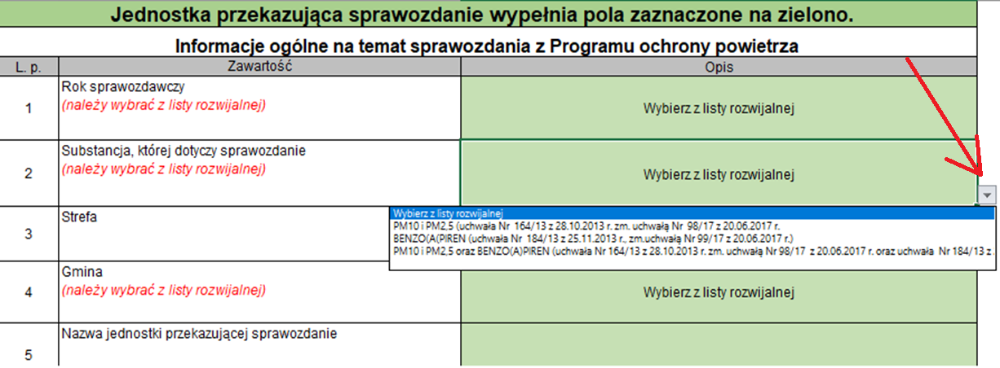 Jednostka przekazująca sprawozdanie wypełnia pola zaznaczone na zielono.
Informacje ogólne na temat sprawozdania z Programu ochrony powietrza
L. p. Zawartość Opis
1 Rok sprawozdawczy
(należy wybrać z listy rozwijalnej)
Wybierz z listy rozwijalnej
2 Substancja, której dotyczy sprawozdanie
(należy wybrać z listy rozwijalnej)
Wybierz z listy rozwijalnej
Wybierz z listy rozwijalnej
PM10 i PM2,5 (uchwała Nr 164/13 z 28.10.2013 r. zm. uchwałą Nr 98/17 z 20.06.2017 r.
BENZO(A(PIREN (uchwała Nr 184/13 z 25.11.2013 r., zm.uchwałą Nr 99/17 z 20.06.2017 r.)
PM10 i PM2,5 oraz BENZO(A)PIREN (uchwała Nr 164/13 z 28.10.2013 r. zm. uchwałą Nr 98/17 z 20.06.2017 r. oraz uchwała Nr 184/13 z
3 Strefa
4 Gmina
(należy wybrać z listy rozwijalnej)
Wybierz z listy rozwijalnej
5 Nazwa jednostki przekazującej sprawozdanie